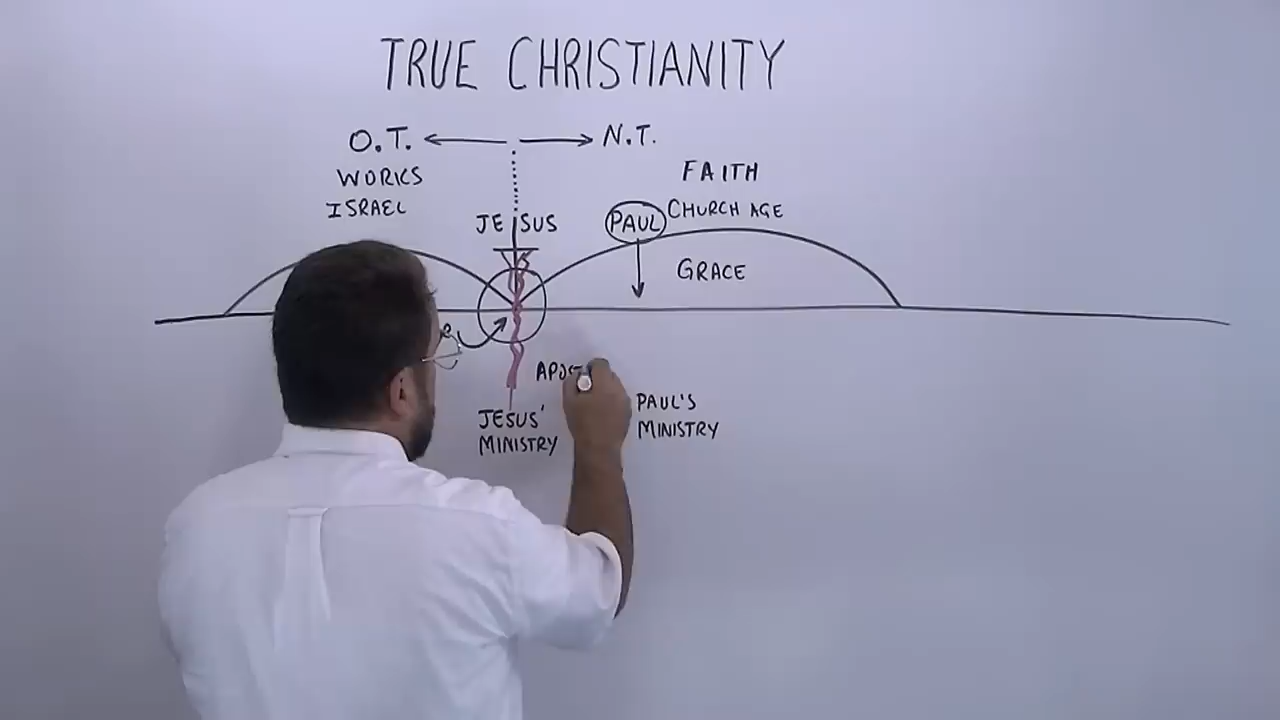 TRUE CHRISTIANITY
O.T. N.T.
WORKS
FAITH
ISRAEL
CHURCH AGE
JESUS
PAUL
GRACE
JESUS'
MINISTRY
PAUL'S
MINISTRY